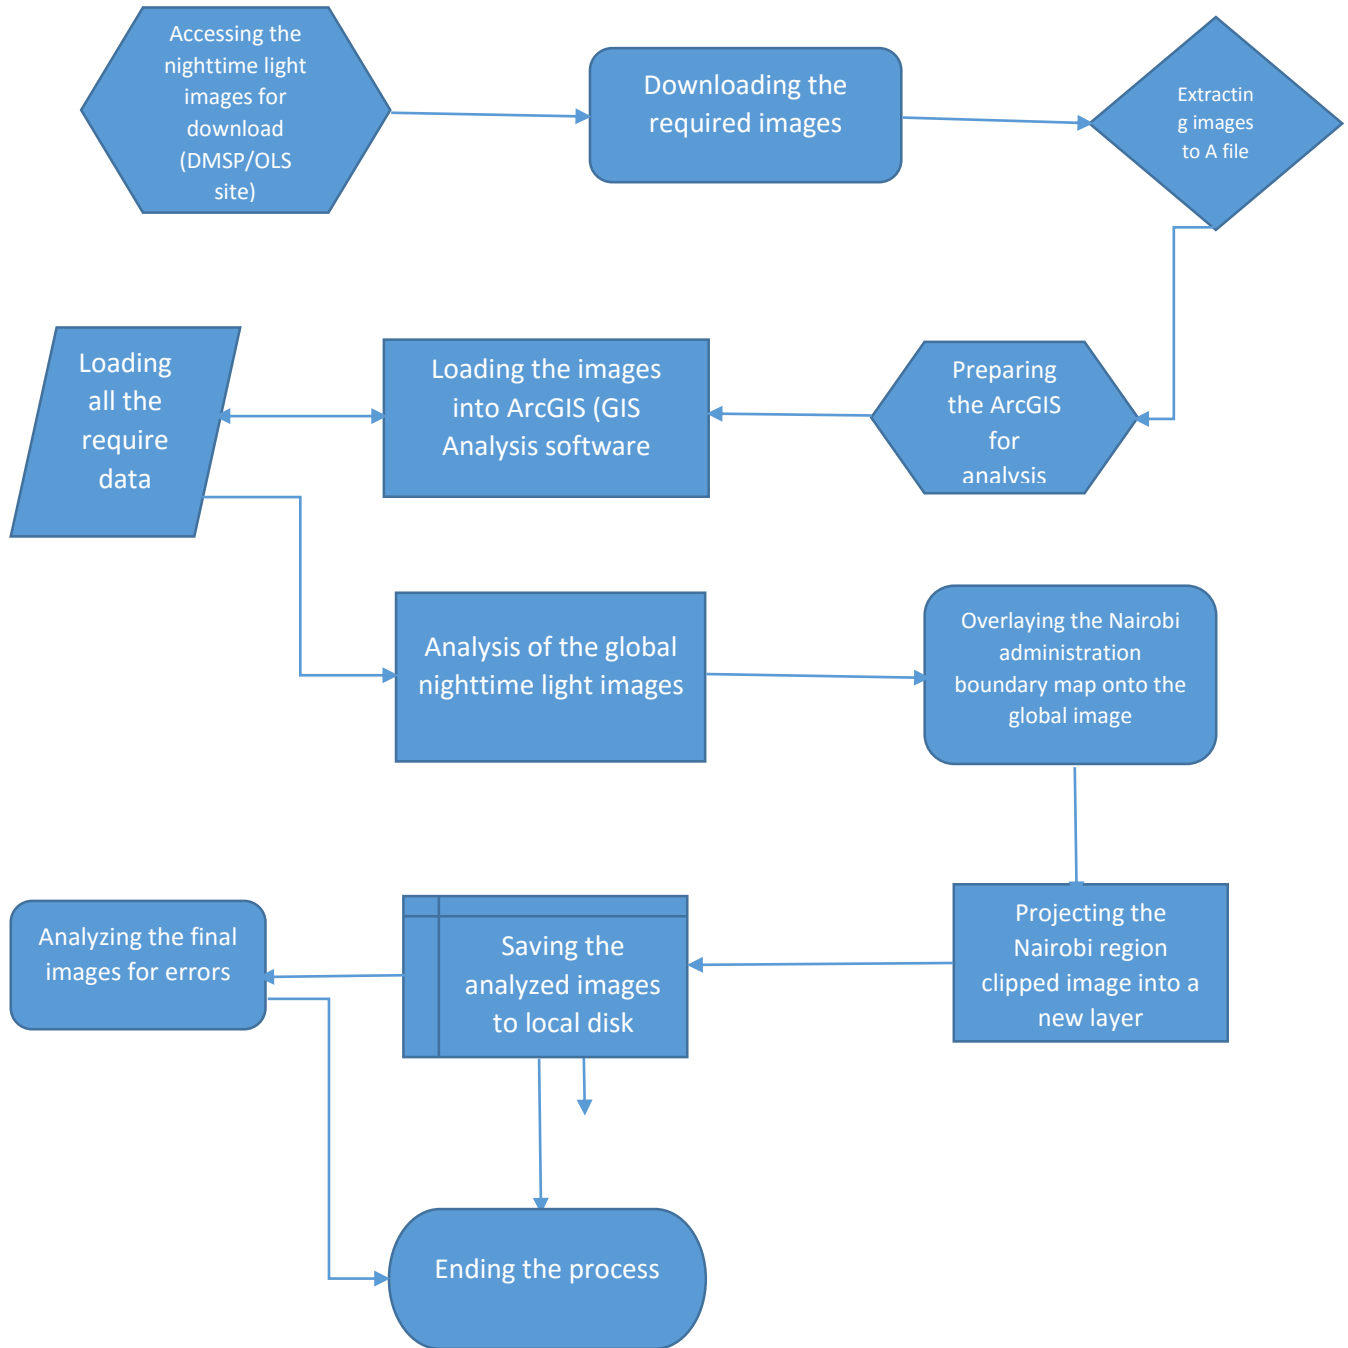 Accessing the
nighttime light
images for
download
(DMSP/OLS
site)
Downloading the
required images
Extractin
g images
to A file
Loading
all the
require
data
Loading the images
into ArcGIS (GIS
Analysis software
Preparing
the ArcGIS
for
analysis
Analysis of the global
nighttime light images
Overlaying the Nairobi
administration
boundary map onto the
global image
Analyzing the final
images for errors
Saving the
analyzed images
to local disk
Projecting the
Nairobi region
clipped image into a
new layer
Ending the process